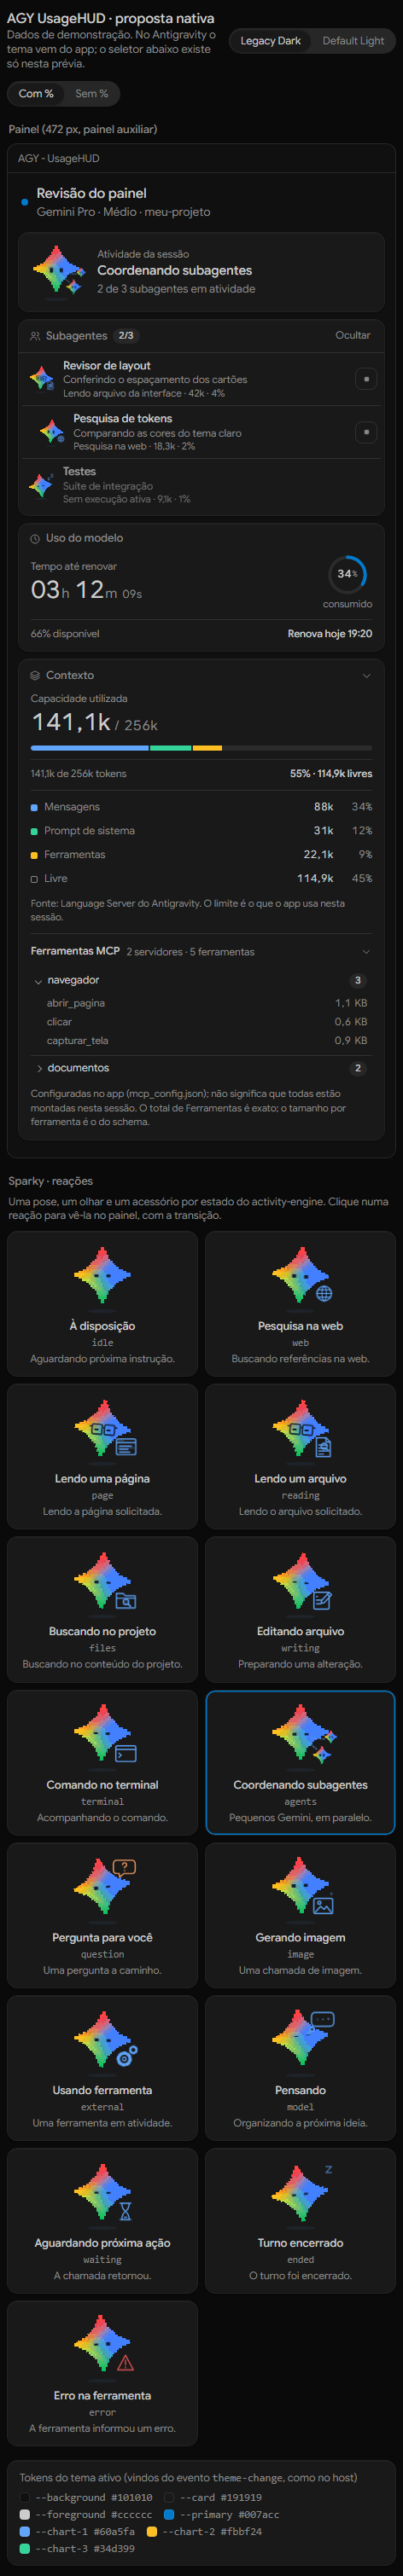 AGY UsageHUD · proposta nativa
Dados de demonstração. No Antigravity o
tema vem do app; o seletor abaixo existe
só nesta prévia.
Legacy Dark
Default Light
Com %
Sem %
Painel (472 px, painel auxiliar)
AGY - UsageHUD
Revisão do painel
Gemini Pro · Médio · meu-projeto
Atividade da sessão
Coordenando subagentes
2 de 3 subagentes em atividade
Subagentes 2/3
Ocultar
Revisor de layout
Conferindo o espaçamento dos cartões
Lendo arquivo da interface · 42k · 4%
Pesquisa de tokens
Comparando as cores do tema claro
Pesquisa na web · 18,3k · 2%
Testes
Suíte de integração
Sem execução ativa · 9,1k · 1%
Uso do modelo
Tempo até renovar
03h 12m 09s
34%
consumido
66% disponível
Renova hoje 19:20
Contexto
Capacidade utilizada
141,1k / 256k
141,1k de 256k tokens
55% · 114,9k livres
Mensagens 88k 34%
Prompt de sistema 31k 12%
Ferramentas 22,1k 9%
Livre 114,9k 45%
Fonte: Language Server do Antigravity. O limite é o que o app usa nesta
sessão.
Ferramentas MCP 2 servidores · 5 ferramentas
navegador 3
abrir_pagina 1,1 KB
clicar 0,6 KB
capturar_tela 0,9 KB
documentos 2
Configuradas no app (mcp_config.json); não significa que todas estão
montadas nesta sessão. O total de Ferramentas é exato; o tamanho por
ferramenta é o do schema.
Sparky · reações
Uma pose, um olhar e um acessório por estado do activity-engine. Clique numa
reação para vê-la no painel, com a transição.
À disposição
idle
Aguardando próxima instrução.
Pesquisa na web
web
Buscando referências na web.
Lendo uma página
page
Lendo a página solicitada.
Lendo um arquivo
reading
Lendo o arquivo solicitado.
Buscando no projeto
files
Buscando no conteúdo do projeto.
Editando arquivo
writing
Preparando uma alteração.
Comando no terminal
terminal
Acompanhando o comando.
Coordenando subagentes
agents
Pequenos Gemini, em paralelo.
?
Pergunta para você
question
Uma pergunta a caminho.
Gerando imagem
image
Uma chamada de imagem.
Usando ferramenta
external
Uma ferramenta em atividade.
Pensando
model
Organizando a próxima ideia.
Aguardando próxima ação
waiting
A chamada retornou.
z
Turno encerrado
ended
O turno foi encerrado.
Erro na ferramenta
error
A ferramenta informou um erro.
Tokens do tema ativo (vindos do evento theme-change, como no host)
--background #101010 --card #191919
--foreground #cccccc --primary #007acc
--chart-1 #60a5fa --chart-2 #fbbf24
--chart-3 #34d399